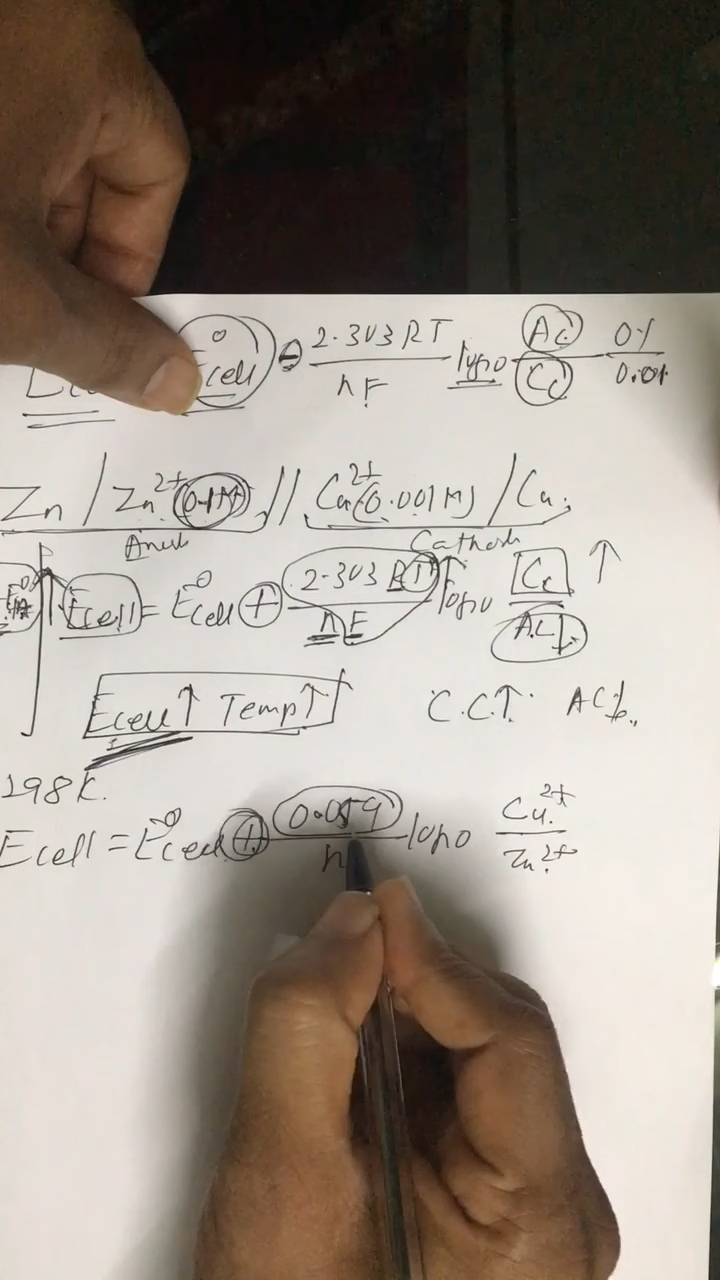 Ecell° ⊖ 2.303 RT / nF log10 AC / CC 0.1 / 0.01
Zn / Zn2+ (0.1M) // Cu2+ (0.001M) / Cu
Anode Cathode
Ecell = E°cell + 2.303 RT / nF log10 CC / AC ↑
Ecell↑ Temp↑ C.C↑ AC↓
298K.
Ecell = E°cell + 0.059 / n log10 Cu2+ / Zn2+